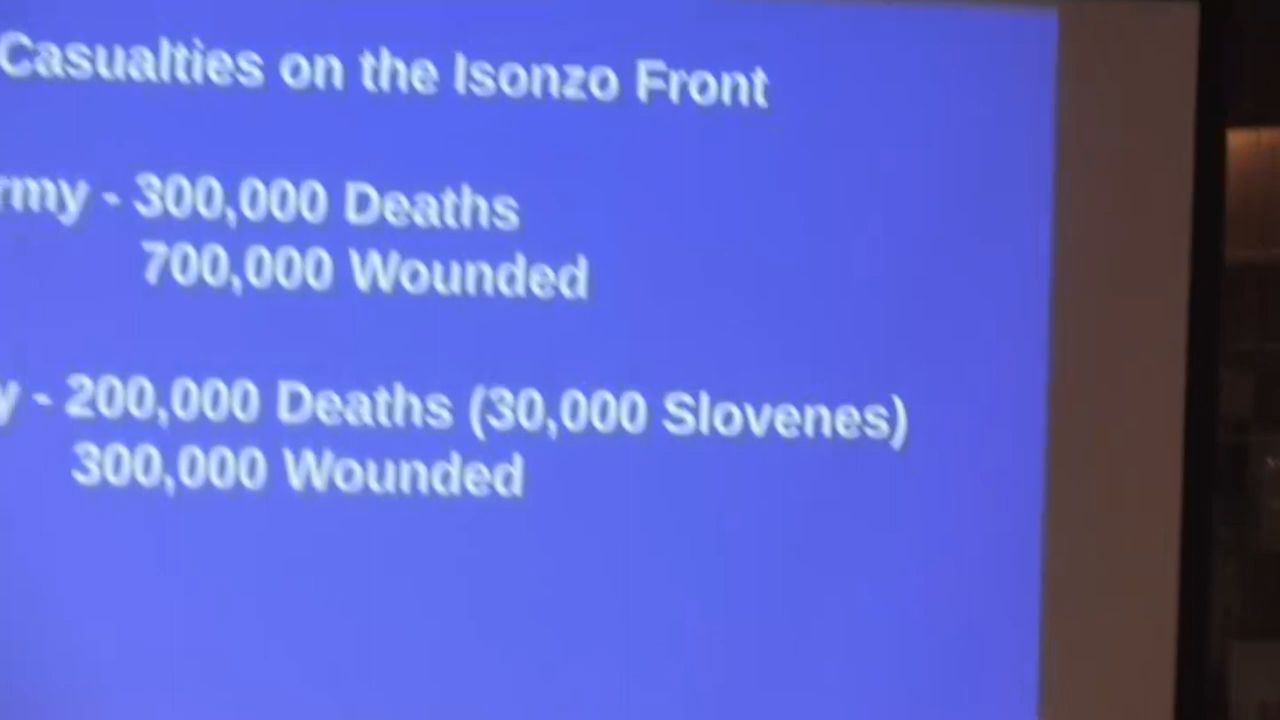 Casualties on the Isonzo Front
rmy - 300,000 Deaths
700,000 Wounded
y - 200,000 Deaths (30,000 Slovenes)
300,000 Wounded